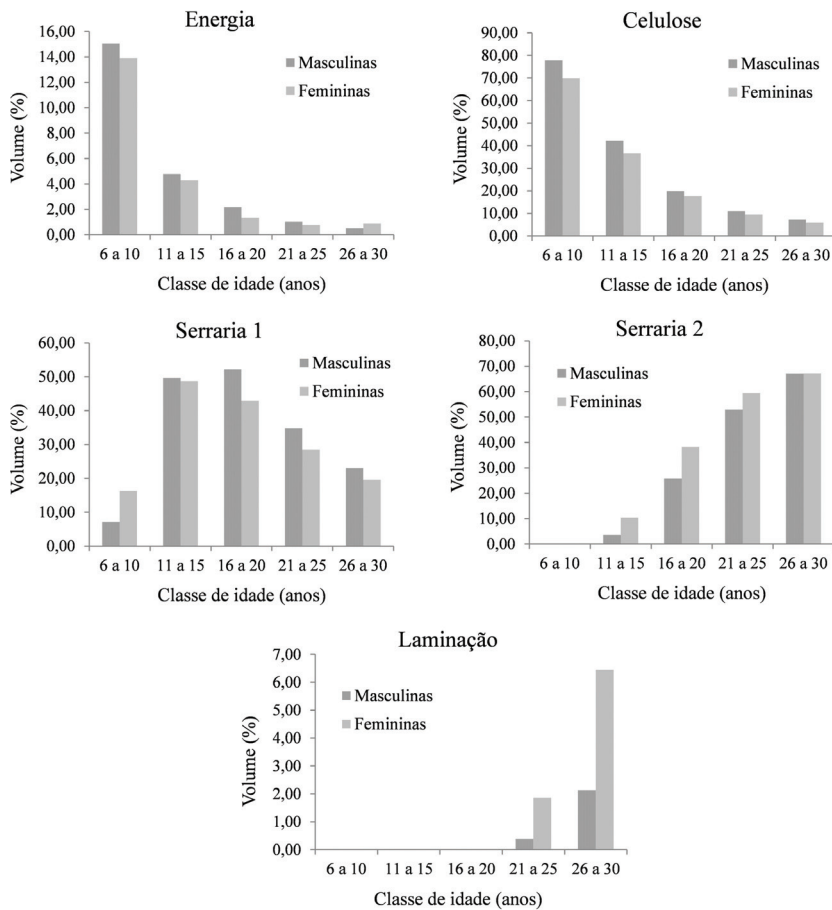 Energia
Volume (%)
16,00
14,00
12,00
10,00
8,00
6,00
4,00
2,00
0,00
Masculinas
Femininas
6 a 10 11 a 15 16 a 20 21 a 25 26 a 30
Classe de idade (anos)
Celulose
Volume (%)
90,00
80,00
70,00
60,00
50,00
40,00
30,00
20,00
10,00
0,00
Masculinas
Femininas
6 a 10 11 a 15 16 a 20 21 a 25 26 a 30
Classe de idade (anos)
Serraria 1
Volume (%)
60,00
50,00
40,00
30,00
20,00
10,00
0,00
Masculinas
Femininas
6 a 10 11 a 15 16 a 20 21 a 25 26 a 30
Classe de idade (anos)
Serraria 2
Volume (%)
80,00
70,00
60,00
50,00
40,00
30,00
20,00
10,00
0,00
Masculinas
Femininas
6 a 10 11 a 15 16 a 20 21 a 25 26 a 30
Classe de idade (anos)
Laminação
Volume (%)
7,00
6,00
5,00
4,00
3,00
2,00
1,00
0,00
Masculinas
Femininas
6 a 10 11 a 15 16 a 20 21 a 25 26 a 30
Classe de idade (anos)